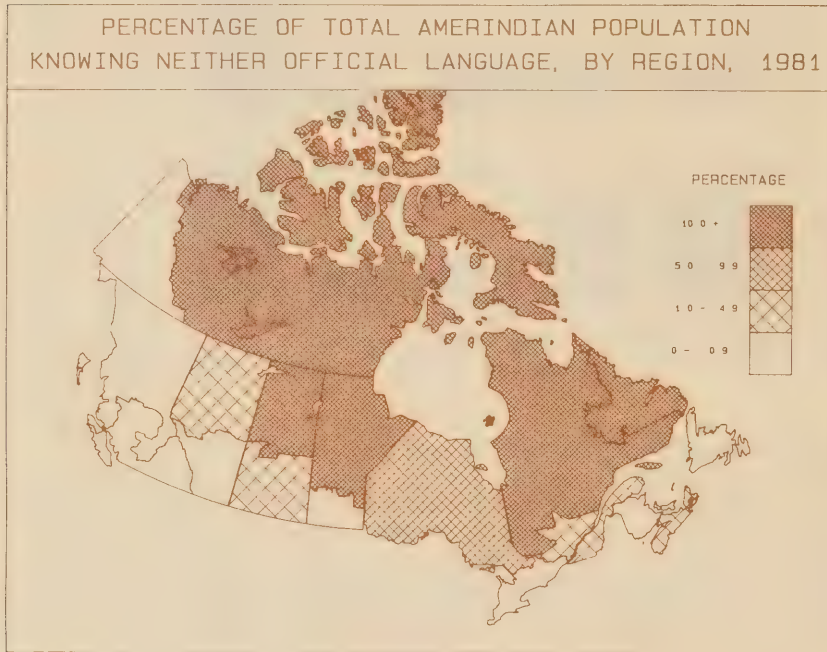 PERCENTAGE OF TOTAL AMERINDIAN POPULATION
KNOWING NEITHER OFFICIAL LANGUAGE, BY REGION, 1981
PERCENTAGE
10 0 +
5 0 9 9
1 0 - 4 9
0 - 0 9